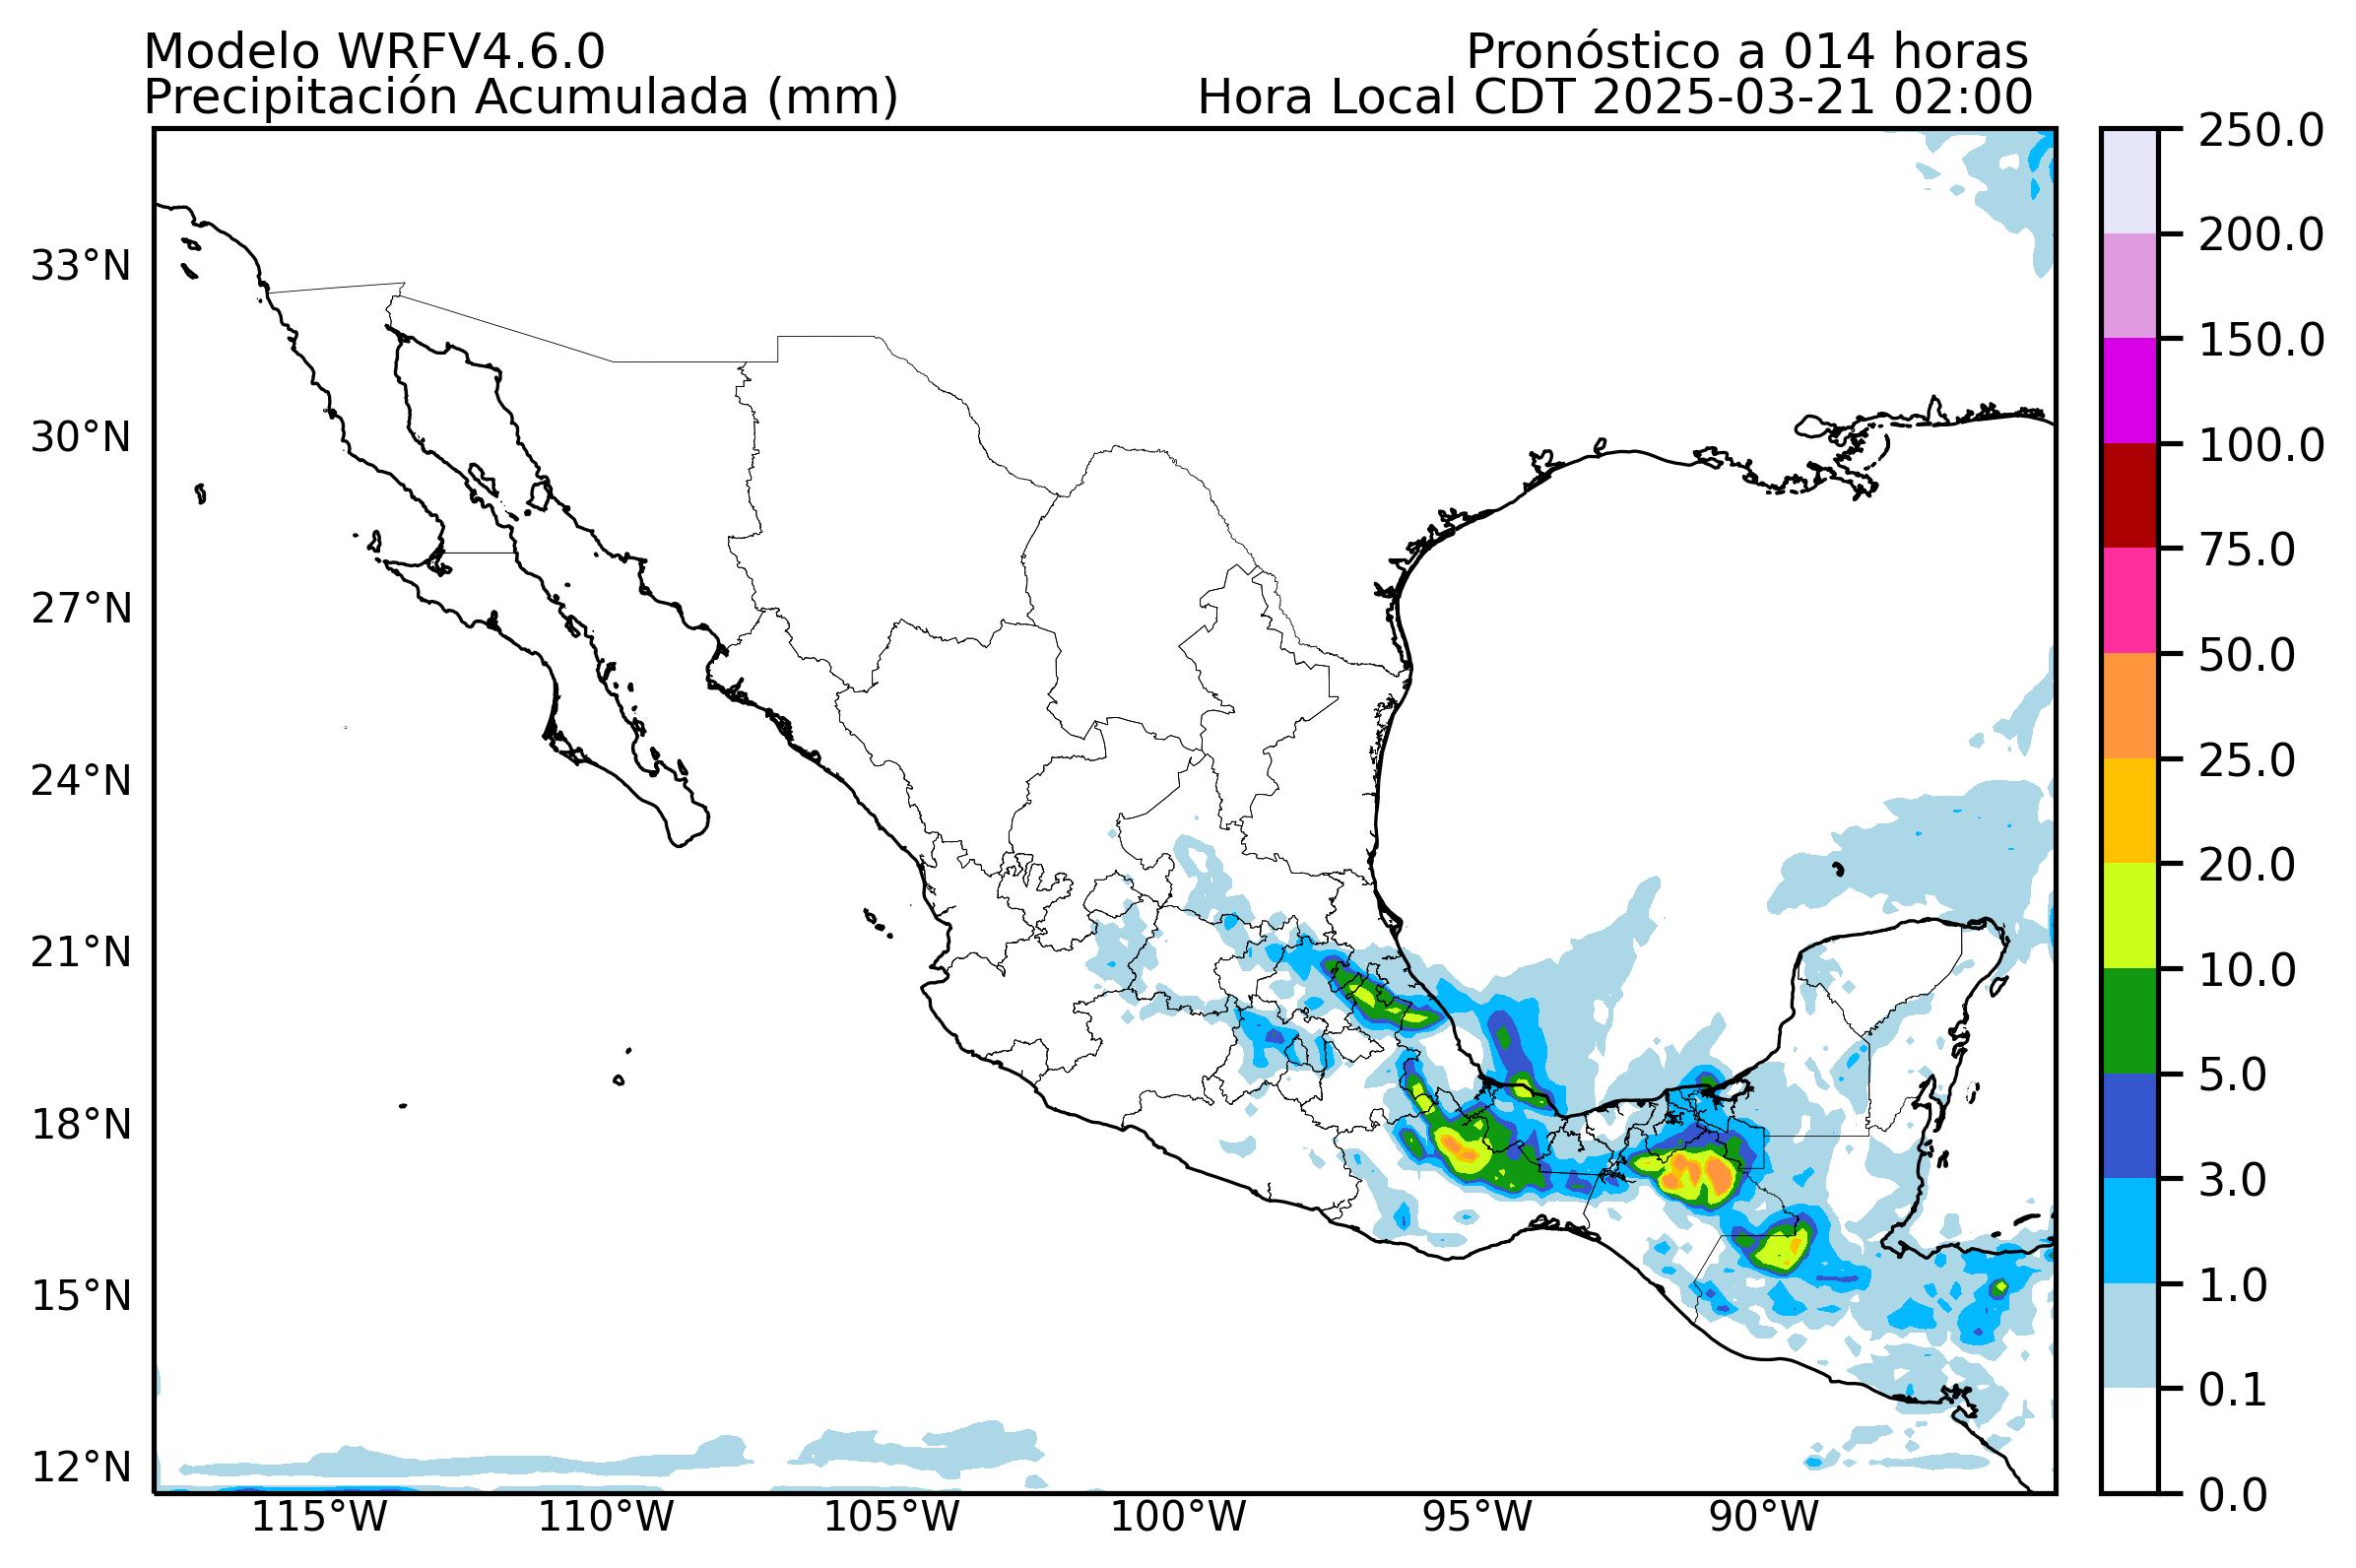 Modelo WRFV4.6.0
Pronóstico a 014 horas
Precipitación Acumulada (mm)
Hora Local CDT 2025-03-21 02:00
33°N
30°N
27°N
24°N
21°N
18°N
15°N
12°N
115°W
110°W
105°W
100°W
95°W
90°W
250.0
200.0
150.0
100.0
75.0
50.0
25.0
20.0
10.0
5.0
3.0
1.0
0.1
0.0